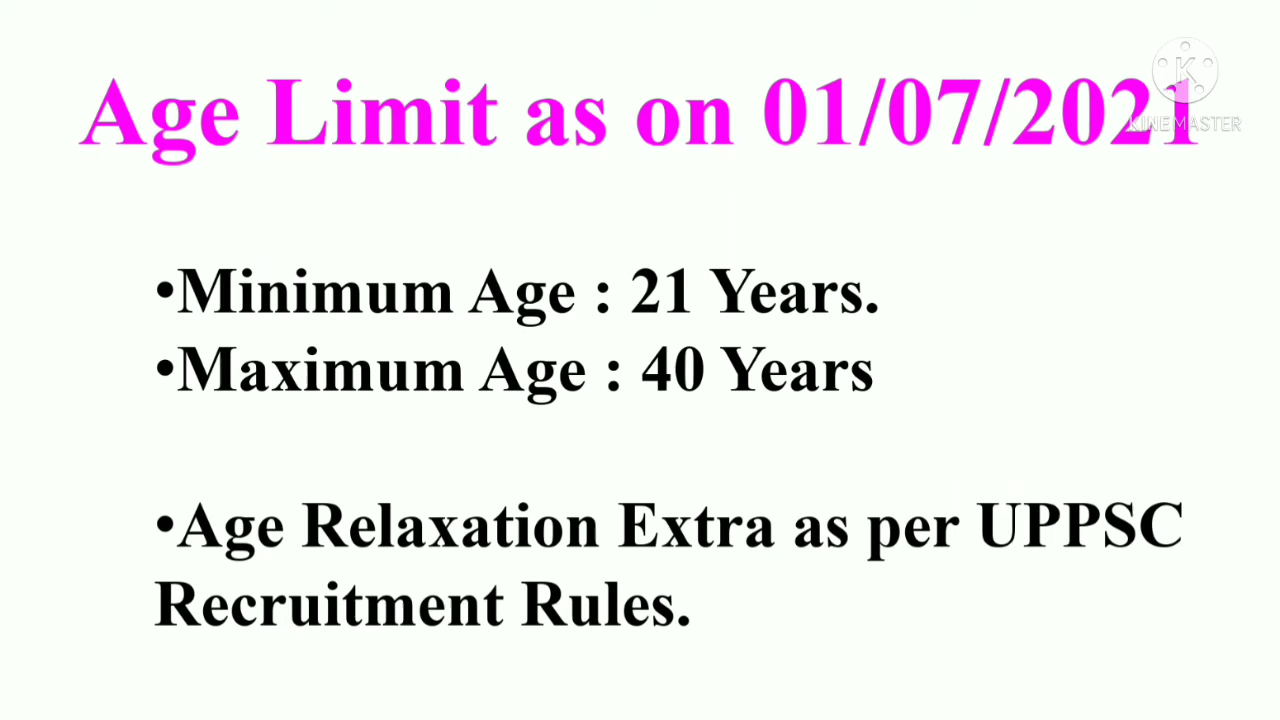 Age Limit as on 01/07/2021
KINEMASTER
•Minimum Age : 21 Years.
•Maximum Age : 40 Years
•Age Relaxation Extra as per UPPSC
Recruitment Rules.